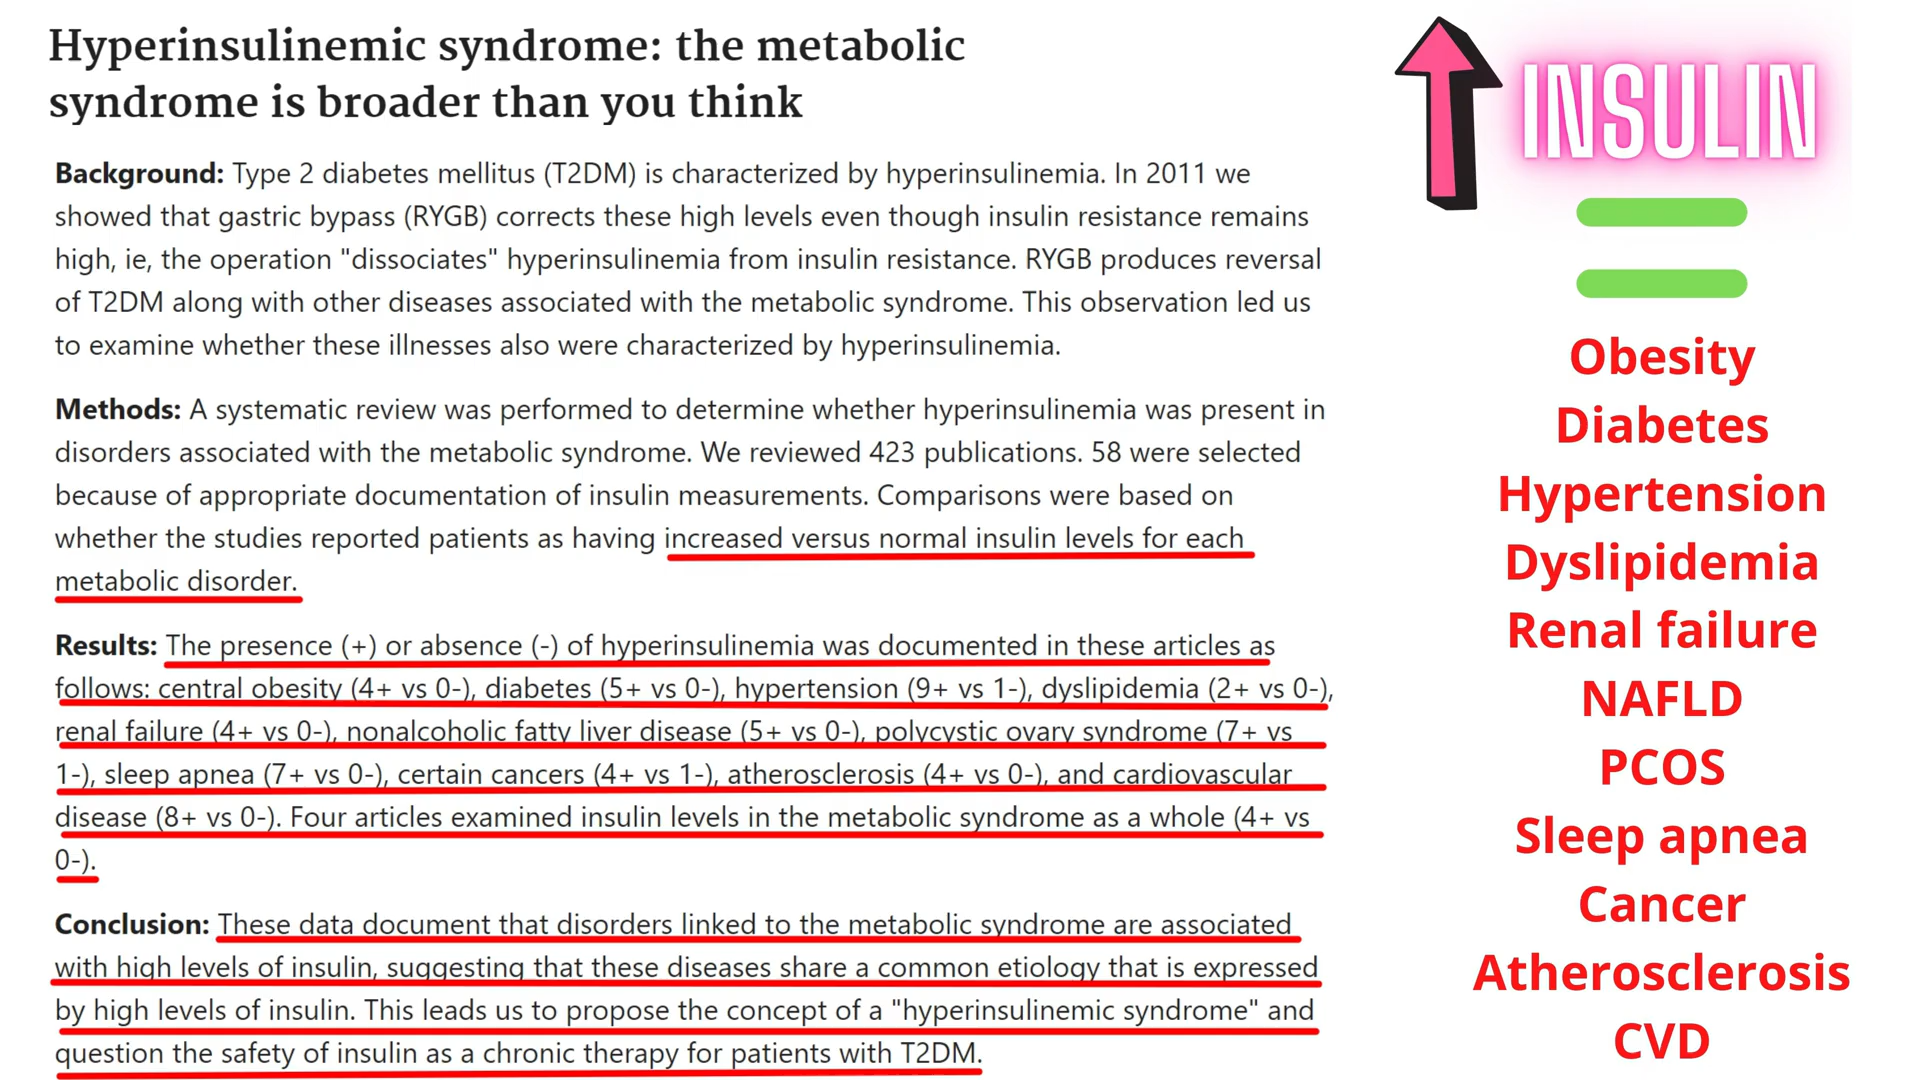 Hyperinsulinemic syndrome: the metabolic
syndrome is broader than you think
Background: Type 2 diabetes mellitus (T2DM) is characterized by hyperinsulinemia. In 2011 we
showed that gastric bypass (RYGB) corrects these high levels even though insulin resistance remains
high, ie, the operation "dissociates" hyperinsulinemia from insulin resistance. RYGB produces reversal
of T2DM along with other diseases associated with the metabolic syndrome. This observation led us
to examine whether these illnesses also were characterized by hyperinsulinemia.
Methods: A systematic review was performed to determine whether hyperinsulinemia was present in
disorders associated with the metabolic syndrome. We reviewed 423 publications. 58 were selected
because of appropriate documentation of insulin measurements. Comparisons were based on
whether the studies reported patients as having increased versus normal insulin levels for each
metabolic disorder.
Results: The presence (+) or absence (-) of hyperinsulinemia was documented in these articles as
follows: central obesity (4+ vs 0-), diabetes (5+ vs 0-), hypertension (9+ vs 1-), dyslipidemia (2+ vs 0-),
renal failure (4+ vs 0-), nonalcoholic fatty liver disease (5+ vs 0-), polycystic ovary syndrome (7+ vs
1-), sleep apnea (7+ vs 0-), certain cancers (4+ vs 1-), atherosclerosis (4+ vs 0-), and cardiovascular
disease (8+ vs 0-). Four articles examined insulin levels in the metabolic syndrome as a whole (4+ vs
0-).
Conclusion: These data document that disorders linked to the metabolic syndrome are associated
with high levels of insulin, suggesting that these diseases share a common etiology that is expressed
by high levels of insulin. This leads us to propose the concept of a "hyperinsulinemic syndrome" and
question the safety of insulin as a chronic therapy for patients with T2DM.
INSULIN
Obesity
Diabetes
Hypertension
Dyslipidemia
Renal failure
NAFLD
PCOS
Sleep apnea
Cancer
Atherosclerosis
CVD